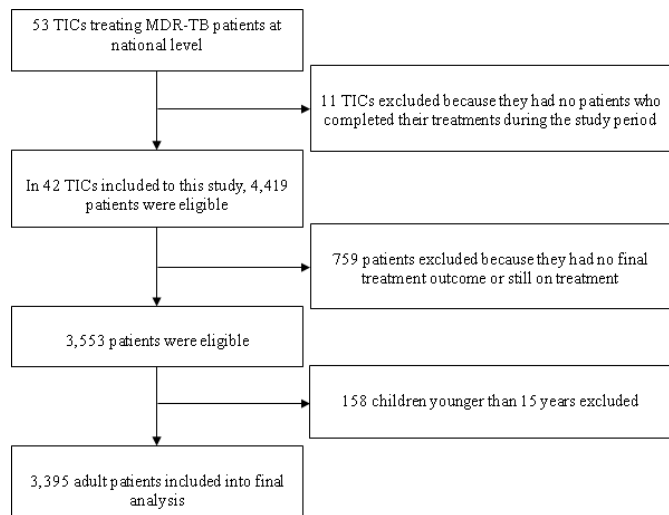 53 TICs treating MDR-TB patients at
national level
11 TICs excluded because they had no patients who
completed their treatments during the study period
In 42 TICs included to this study, 4,419
patients were eligible
759 patients excluded because they had no final
treatment outcome or still on treatment
3,553 patients were eligible
158 children younger than 15 years excluded
3,395 adult patients included into final
analysis